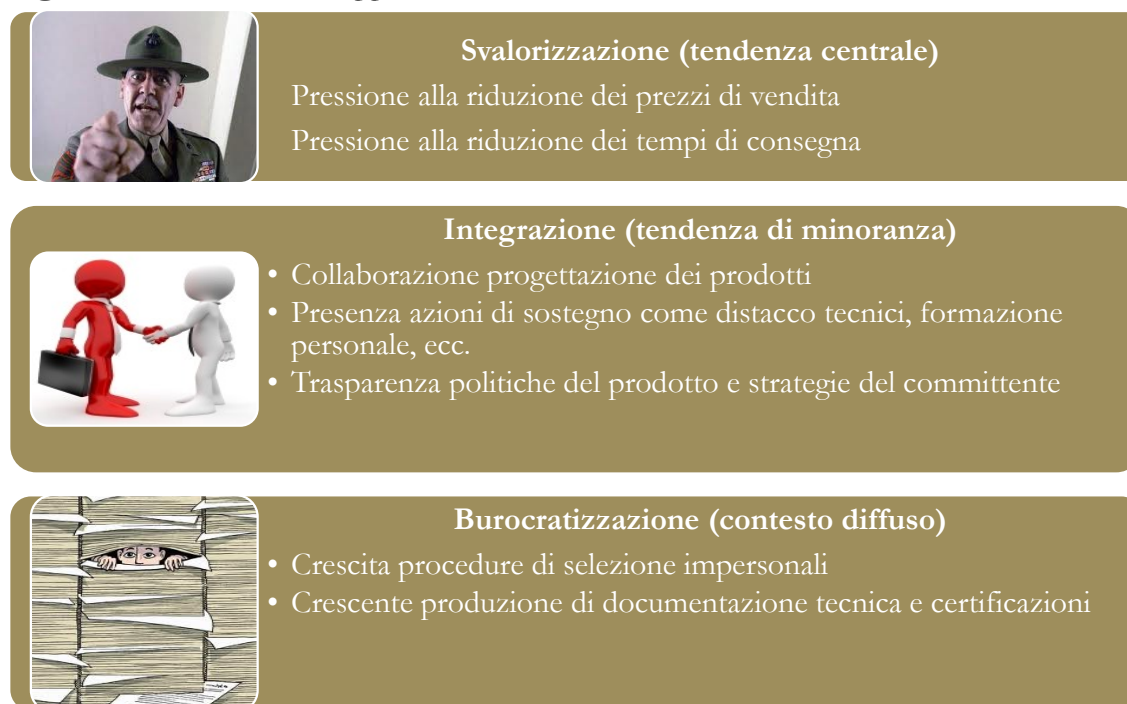 Svalorizzazione (tendenza centrale)
Pressione alla riduzione dei prezzi di vendita
Pressione alla riduzione dei tempi di consegna
Integrazione (tendenza di minoranza)
• Collaborazione progettazione dei prodotti
• Presenza azioni di sostegno come distacco tecnici, formazione
personale, ecc.
• Trasparenza politiche del prodotto e strategie del committente
Burocratizzazione (contesto diffuso)
• Crescita procedure di selezione impersonali
• Crescente produzione di documentazione tecnica e certificazioni